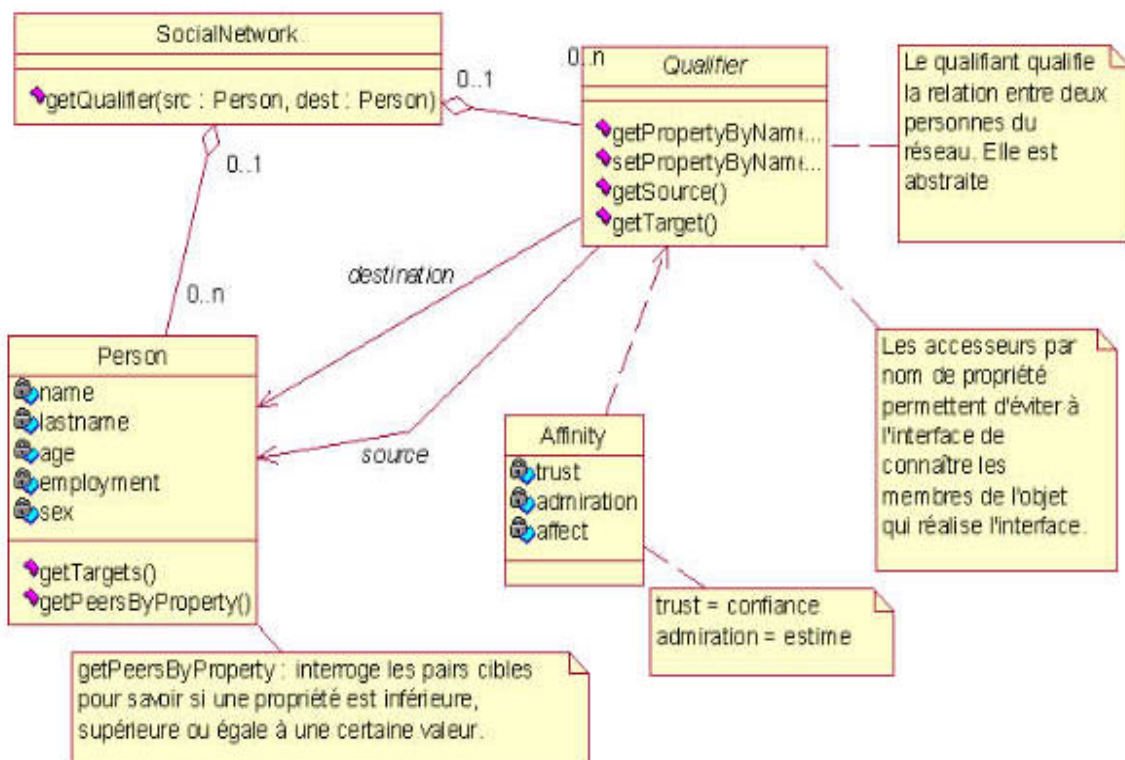 SocialNetwork
getQualifier(src : Person, dest : Person)
0..1
0..n
0..1
0..n
Qualifier
getPropertyByName...
setPropertyByName...
getSource()
getTarget()
Le qualifiant qualifie
la relation entre deux
personnes du
réseau. Elle est
abstraite
destination
source
Person
name
lastname
age
employment
sex
getTargets()
getPeersByProperty()
Affinity
trust
admiration
affect
Les accesseurs par
nom de propriété
permettent d'éviter à
l'interface de
connaître les
membres de l'objet
qui réalise l'interface.
trust = confiance
admiration = estime
getPeersByProperty : interroge les pairs cibles
pour savoir si une propriété est inférieure,
supérieure ou égale à une certaine valeur.